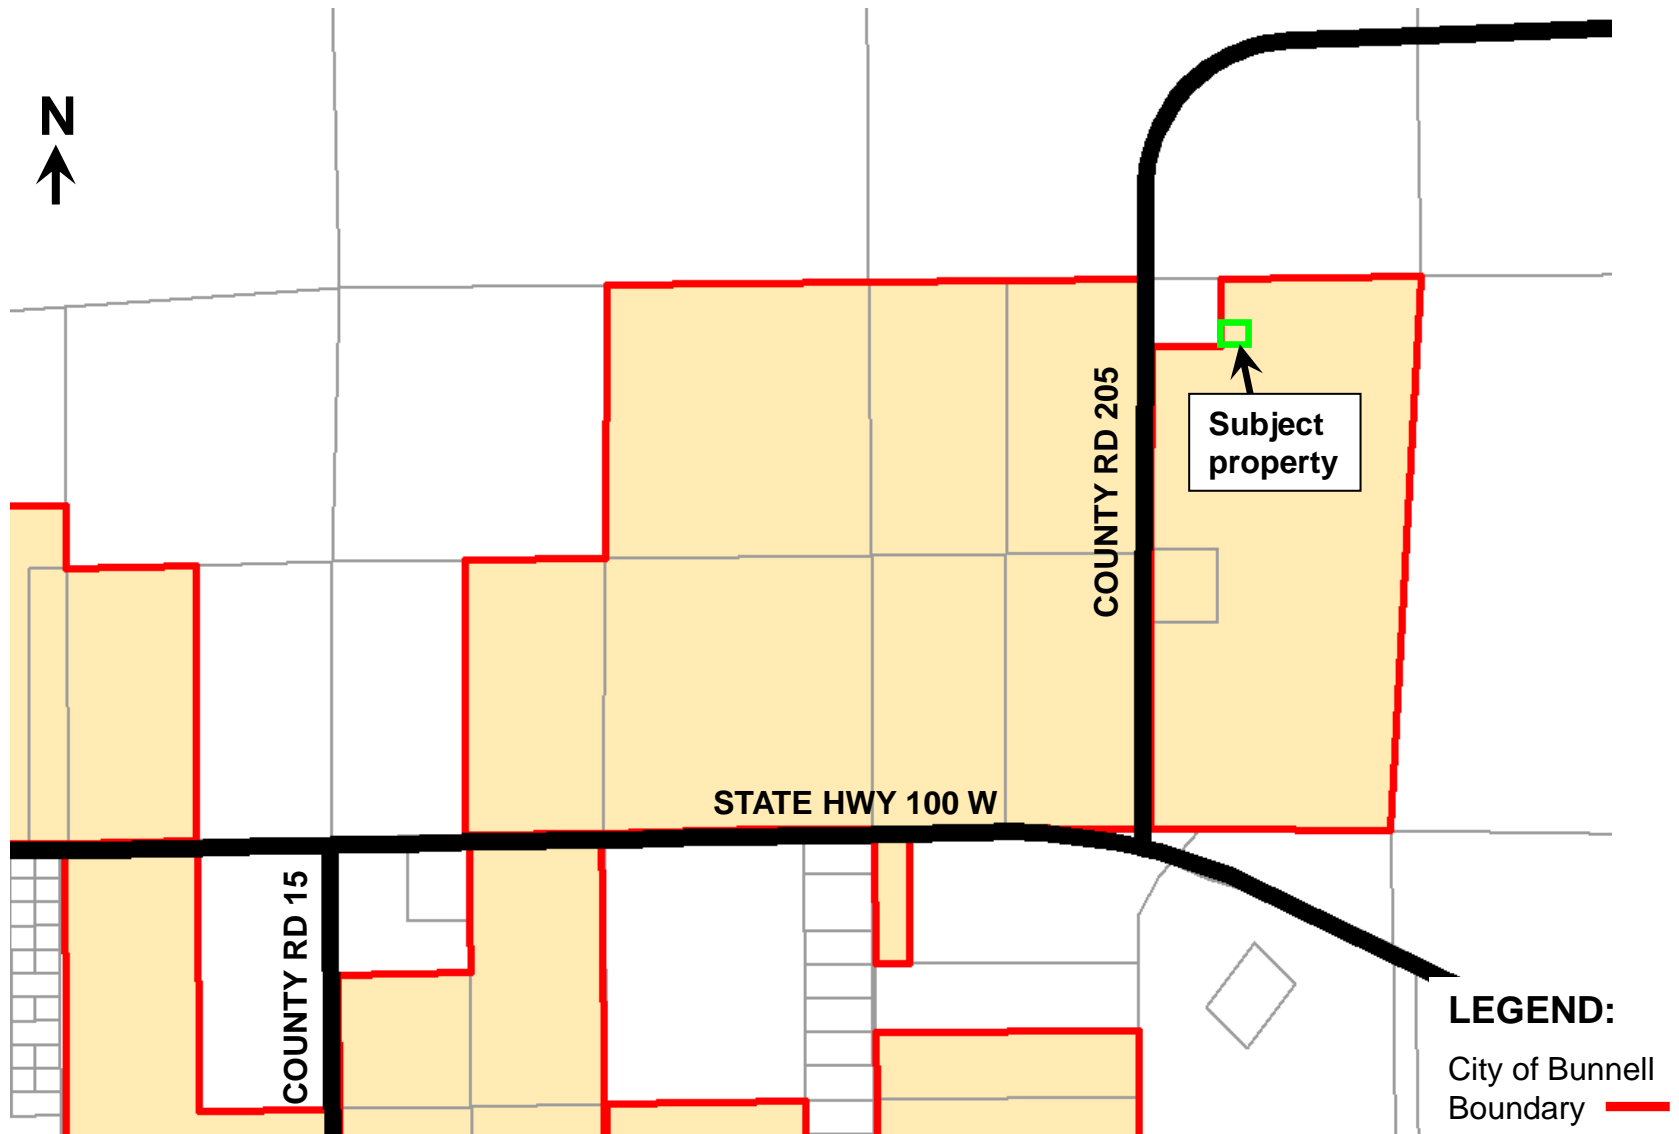 N
COUNTY RD 205
Subject
property
STATE HWY 100 W
COUNTY RD 15
LEGEND:
City of Bunnell
Boundary